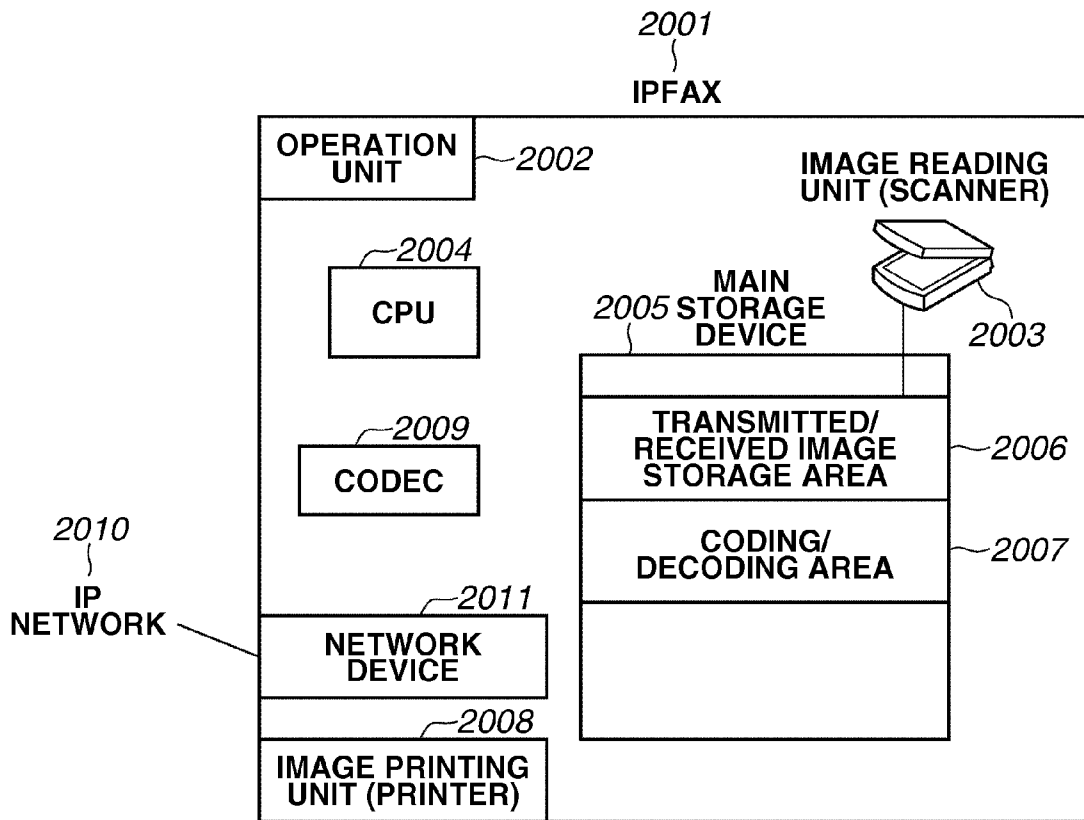 2001
IPFAX
OPERATION
UNIT
2002
IMAGE READING
UNIT (SCANNER)
2003
2004
CPU
2005
MAIN
STORAGE
DEVICE
TRANSMITTED/
RECEIVED IMAGE
STORAGE AREA
2006
2009
CODEC
CODING/
DECODING AREA
2007
2010
IP
NETWORK
2011
NETWORK
DEVICE
2008
IMAGE PRINTING
UNIT (PRINTER)